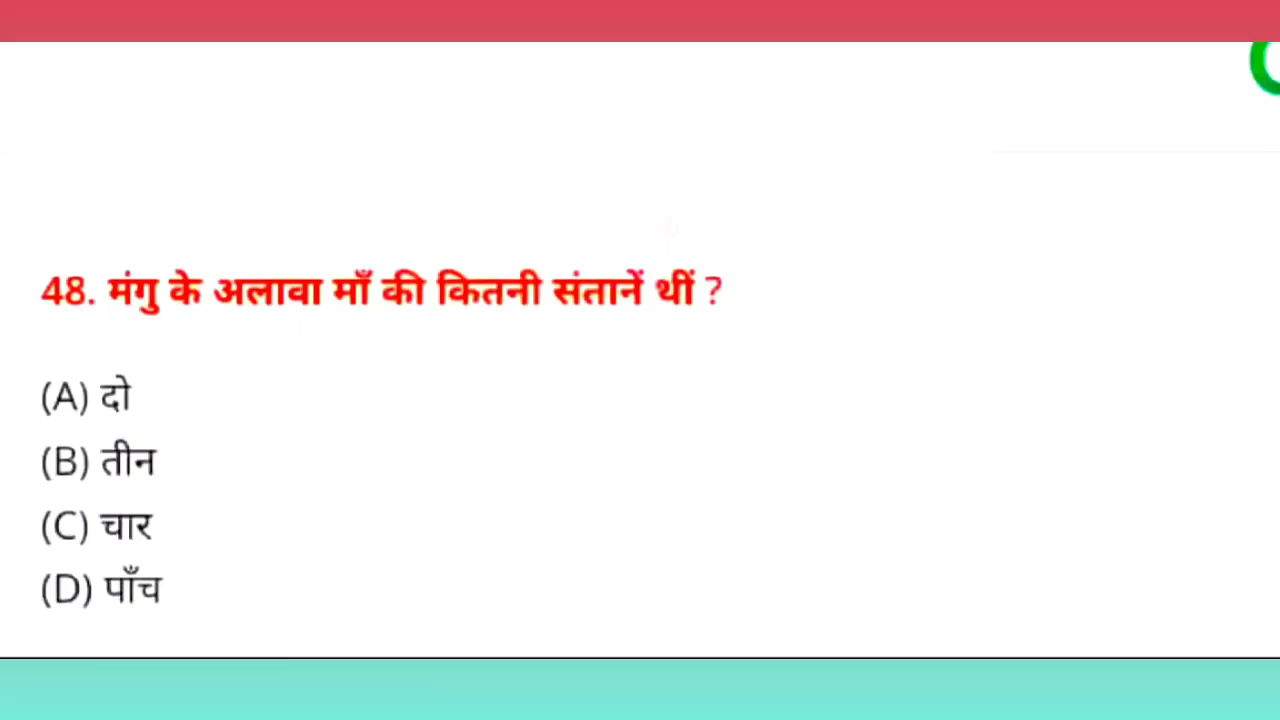 48. मंगु के अलावा माँ की कितनी संतानें थीं ?
(A) दो
(B) तीन
(C) चार
(D) पाँच